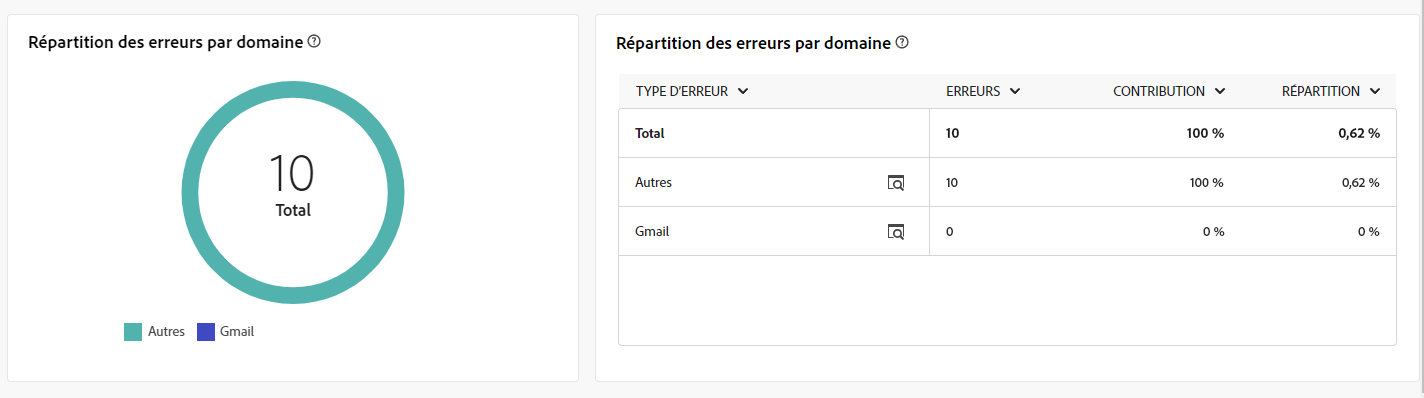 Répartition des erreurs par domaine
10
Total
Autres Gmail
Répartition des erreurs par domaine
TYPE D'ERREUR ERREURS CONTRIBUTION RÉPARTITION
Total 10 100 % 0,62 %
Autres 10 100 % 0,62 %
Gmail 0 0 % 0 %